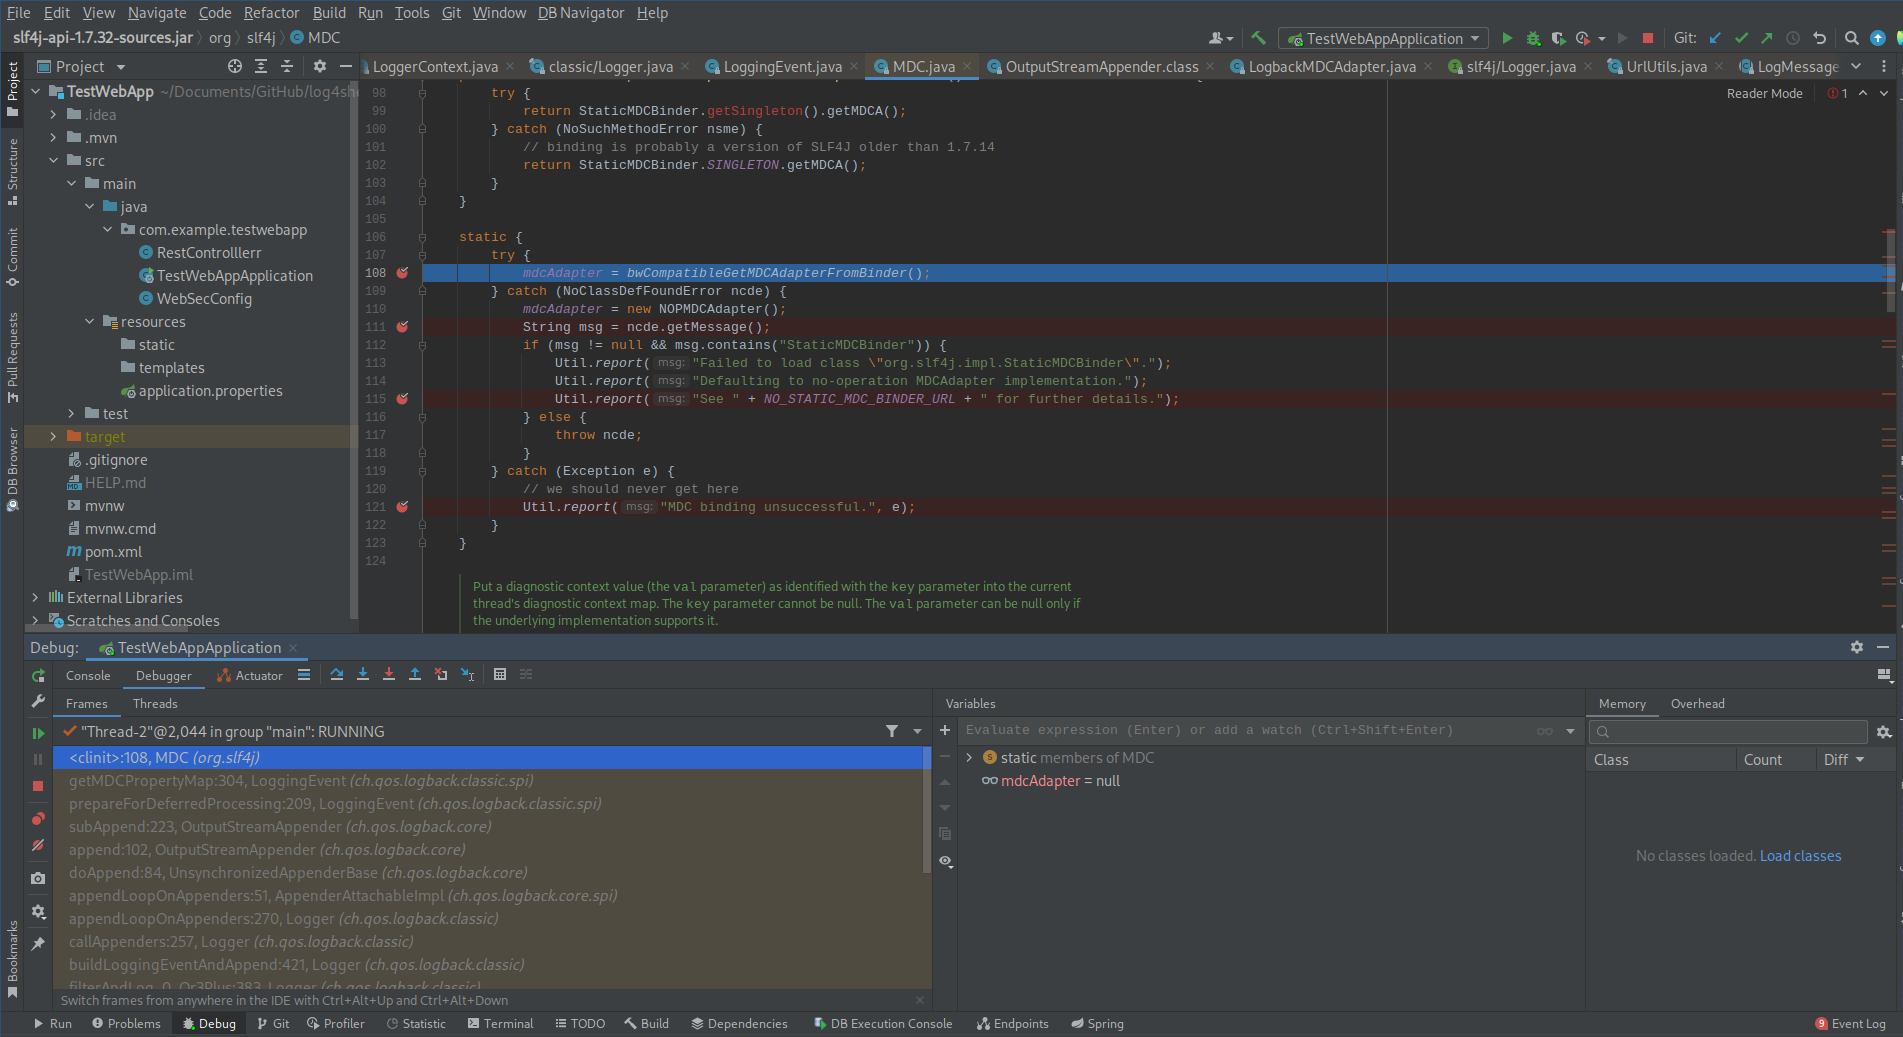 File Edit View Navigate Code Refactor Build Run Tools Git Window DB Navigator Help
slf4j-api-1.7.32-sources.jar org slf4j MDC
TestWebAppApplication Git:
Project
LoggerContext.java classic/Logger.java LoggingEvent.java MDC.java OutputStreamAppender.class LogbackMDCAdapter.java slf4j/Logger.java UrlUtils.java LogMessage
Reader Mode 1
TestWebApp ~/Documents/GitHub/log4she
.idea
.mvn
src
main
java
com.example.testwebapp
RestControlllerr
TestWebAppApplication
WebSecConfig
resources
static
templates
application.properties
test
target
.gitignore
HELP.md
mvnw
mvnw.cmd
pom.xml
TestWebApp.iml
External Libraries
Scratches and Consoles
Project
Structure
Commit
Pull Requests
DB Browser
Bookmarks
98 try {
99 return StaticMDCBinder.getSingleton().getMDCA();
100 } catch (NoSuchMethodError nsme) {
101 // binding is probably a version of SLF4J older than 1.7.14
102 return StaticMDCBinder.SINGLETON.getMDCA();
103 }
104 }
105
106 static {
107 try {
108 mdcAdapter = bwCompatibleGetMDCAdapterFromBinder();
109 } catch (NoClassDefFoundError ncde) {
110 mdcAdapter = new NOPMDCAdapter();
111 String msg = ncde.getMessage();
112 if (msg != null && msg.contains("StaticMDCBinder")) {
113 Util.report( msg: "Failed to load class \"org.slf4j.impl.StaticMDCBinder\".");
114 Util.report( msg: "Defaulting to no-operation MDCAdapter implementation.");
115 Util.report( msg: "See " + NO_STATIC_MDC_BINDER_URL + " for further details.");
116 } else {
117 throw ncde;
118 }
119 } catch (Exception e) {
120 // we should never get here
121 Util.report( msg: "MDC binding unsuccessful.", e);
122 }
123 }
124
Put a diagnostic context value (the val parameter) as identified with the key parameter into the current
thread's diagnostic context map. The key parameter cannot be null. The val parameter can be null only if
the underlying implementation supports it.
Debug: TestWebAppApplication
Console Debugger Actuator
Frames Threads
"Thread-2"@2,044 in group "main": RUNNING
<clinit>:108, MDC (org.slf4j)
getMDCPropertyMap:304, LoggingEvent (ch.qos.logback.classic.spi)
prepareForDeferredProcessing:209, LoggingEvent (ch.qos.logback.classic.spi)
subAppend:223, OutputStreamAppender (ch.qos.logback.core)
append:102, OutputStreamAppender (ch.qos.logback.core)
doAppend:84, UnsynchronizedAppenderBase (ch.qos.logback.core)
appendLoopOnAppenders:51, AppenderAttachableImpl (ch.qos.logback.core.spi)
appendLoopOnAppenders:270, Logger (ch.qos.logback.classic)
callAppenders:257, Logger (ch.qos.logback.classic)
buildLoggingEventAndAppend:421, Logger (ch.qos.logback.classic)
filterAndLog_0_Or3Plus:383, Logger (ch.qos.logback.classic)
Switch frames from anywhere in the IDE with Ctrl+Alt+Up and Ctrl+Alt+Down
Variables
Evaluate expression (Enter) or add a watch (Ctrl+Shift+Enter)
static members of MDC
mdcAdapter = null
Memory Overhead
Class Count Diff
No classes loaded. Load classes
Run Problems Debug Git Profiler Statistic Terminal TODO Build Dependencies DB Execution Console Endpoints Spring 9 Event Log